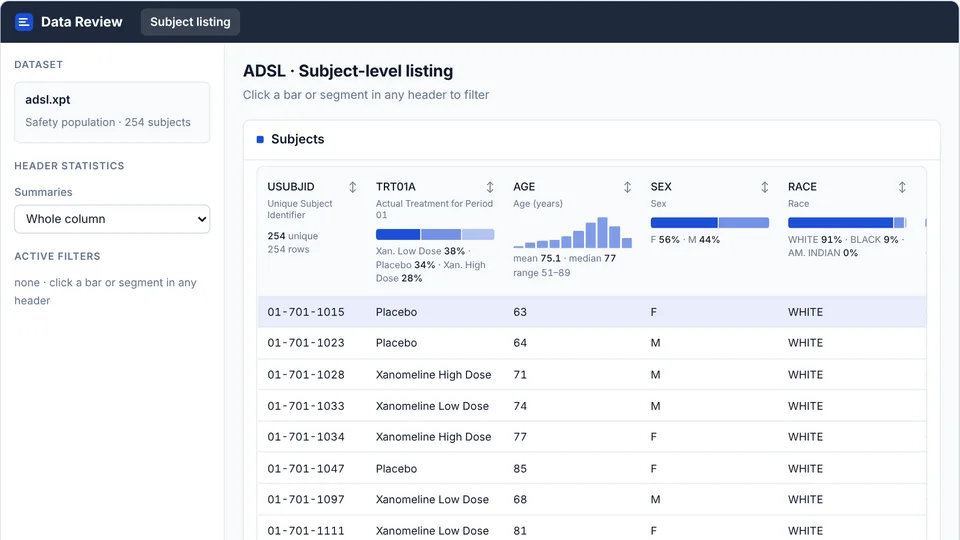 Data Review
Subject listing
DATASET
adsl.xpt
Safety population · 254 subjects
HEADER STATISTICS
Summaries
Whole column
ACTIVE FILTERS
none · click a bar or segment in any
header
ADSL · Subject-level listing
Click a bar or segment in any header to filter
Subjects
USUBJID
Unique Subject
Identifier
254 unique
254 rows
TRT01A
Actual Treatment for Period
01
Xan. Low Dose 38% ·
Placebo 34% · Xan. High
Dose 28%
AGE
Age (years)
mean 75.1 · median 77
range 51–89
SEX
Sex
F 56% · M 44%
RACE
Race
WHITE 91% · BLACK 9% ·
AM. INDIAN 0%
01-701-1015 Placebo 63 F WHITE
01-701-1023 Placebo 64 M WHITE
01-701-1028 Xanomeline High Dose 71 M WHITE
01-701-1033 Xanomeline Low Dose 74 M WHITE
01-701-1034 Xanomeline High Dose 77 F WHITE
01-701-1047 Placebo 85 F WHITE
01-701-1097 Xanomeline Low Dose 68 M WHITE
01-701-1111 Xanomeline Low Dose 81 F WHITE